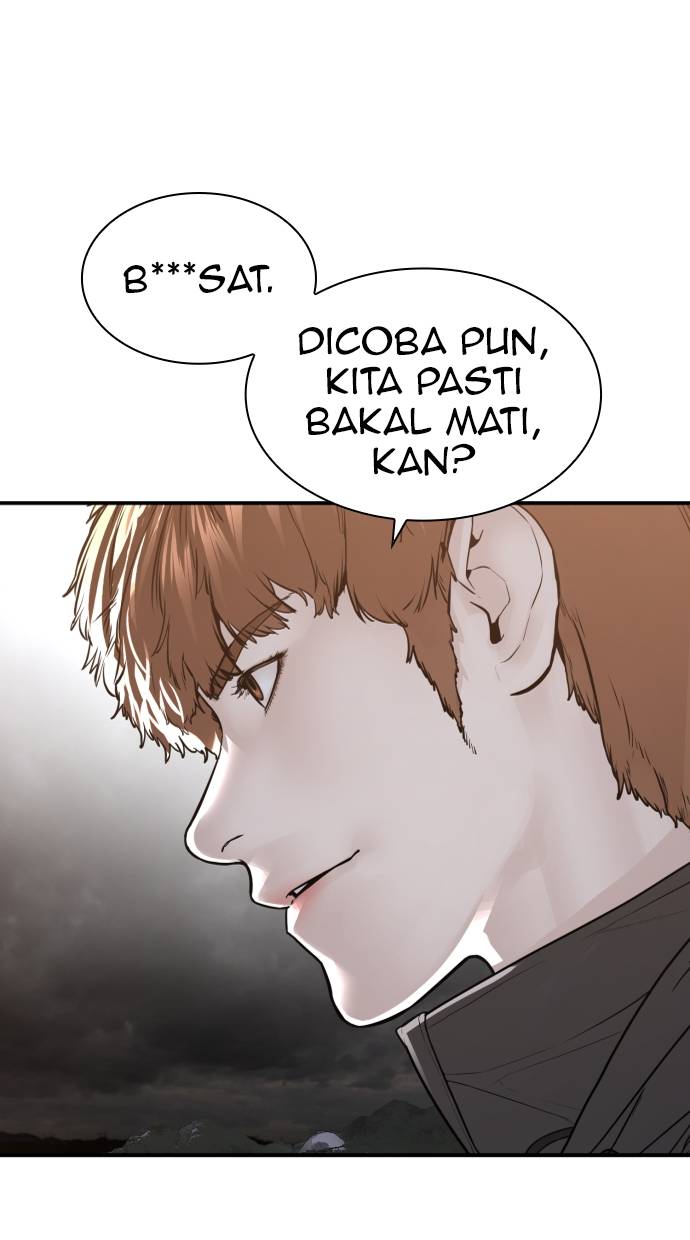 B***SAT.
DICOBA PUN,
KITA PASTI
BAKAL MATI,
KAN?